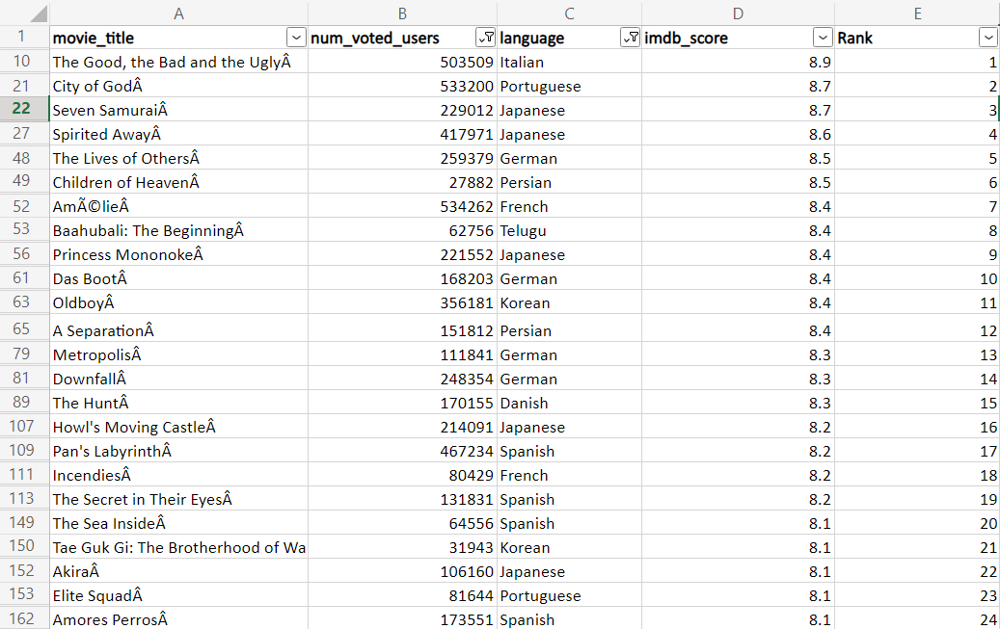 A B C D E
1 movie_title num_voted_users language imdb_score Rank
10 The Good, the Bad and the UglyÂ 503509 Italian 8.9 1
21 City of GodÂ 533200 Portuguese 8.7 2
22 Seven SamuraiÂ 229012 Japanese 8.7 3
27 Spirited AwayÂ 417971 Japanese 8.6 4
48 The Lives of OthersÂ 259379 German 8.5 5
49 Children of HeavenÂ 27882 Persian 8.5 6
52 AmÃ©lieÂ 534262 French 8.4 7
53 Baahubali: The BeginningÂ 62756 Telugu 8.4 8
56 Princess MononokeÂ 221552 Japanese 8.4 9
61 Das BootÂ 168203 German 8.4 10
63 OldboyÂ 356181 Korean 8.4 11
65 A SeparationÂ 151812 Persian 8.4 12
79 MetropolisÂ 111841 German 8.3 13
81 DownfallÂ 248354 German 8.3 14
89 The HuntÂ 170155 Danish 8.3 15
107 Howl's Moving CastleÂ 214091 Japanese 8.2 16
109 Pan's LabyrinthÂ 467234 Spanish 8.2 17
111 IncendiesÂ 80429 French 8.2 18
113 The Secret in Their EyesÂ 131831 Spanish 8.2 19
149 The Sea InsideÂ 64556 Spanish 8.1 20
150 Tae Guk Gi: The Brotherhood of Wa 31943 Korean 8.1 21
152 AkiraÂ 106160 Japanese 8.1 22
153 Elite SquadÂ 81644 Portuguese 8.1 23
162 Amores PerrosÂ 173551 Spanish 8.1 24